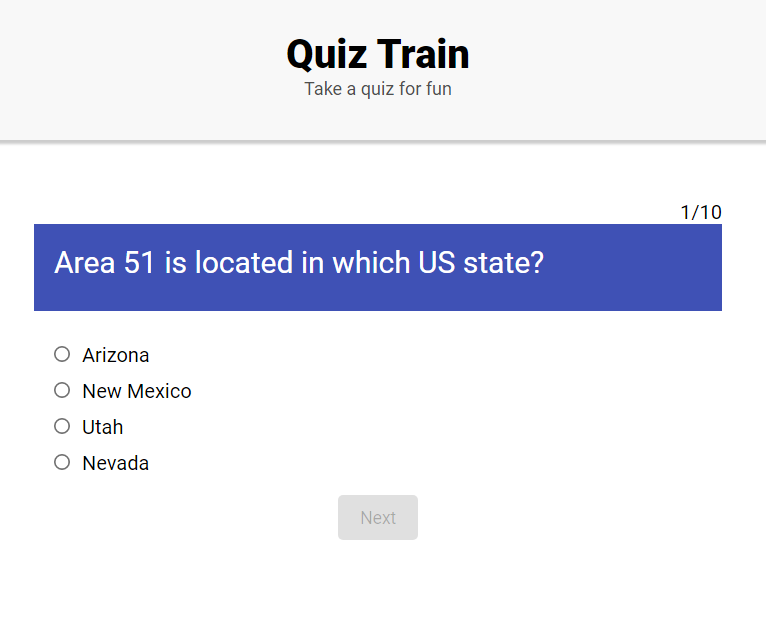 Quiz Train
Take a quiz for fun
1/10
Area 51 is located in which US state?
Arizona
New Mexico
Utah
Nevada
Next